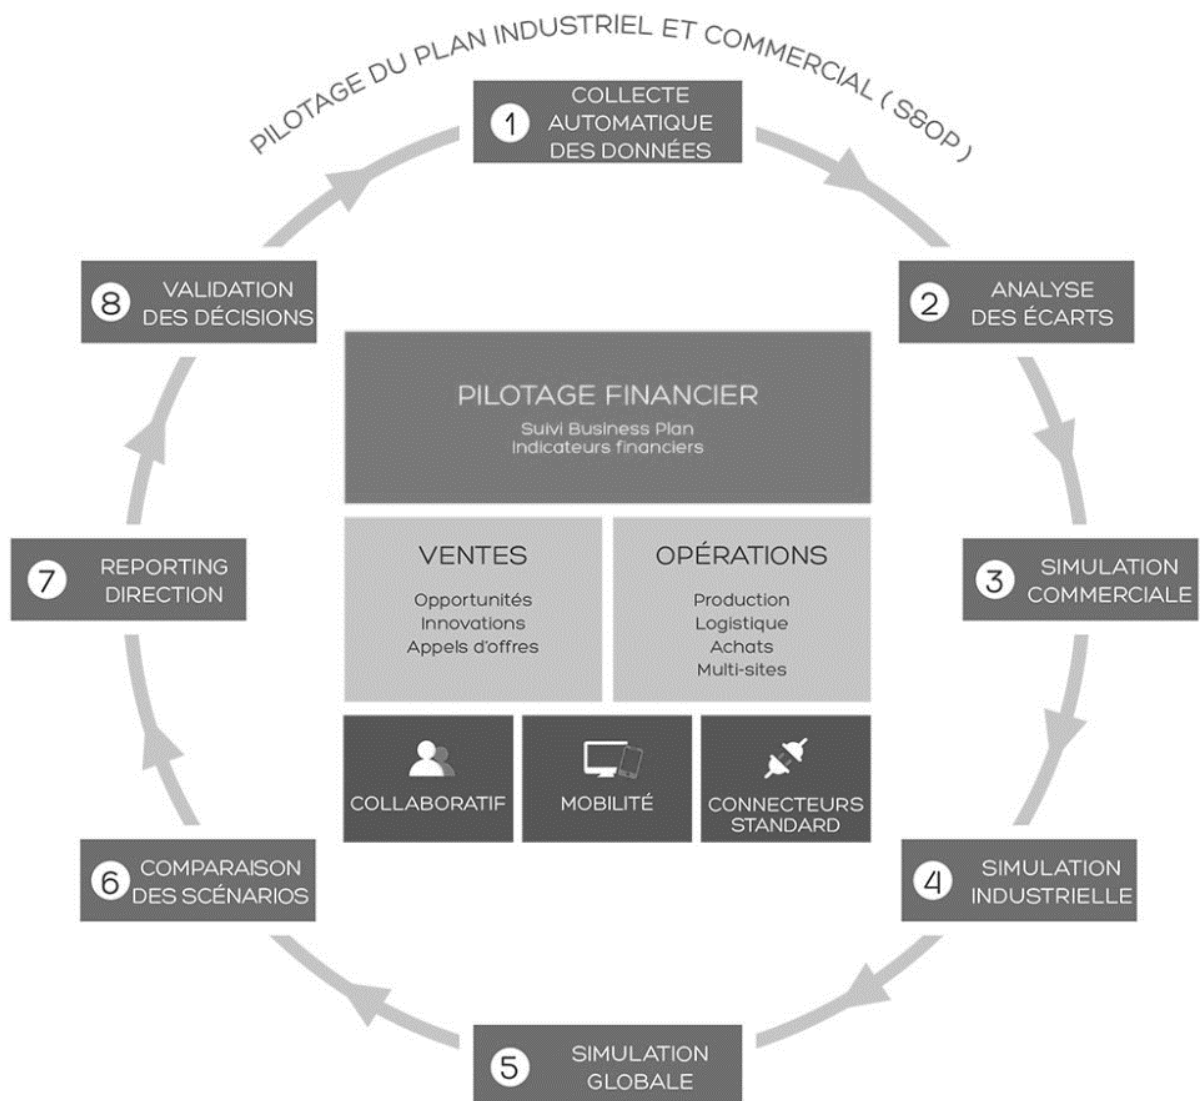 PILOTAGE DU PLAN INDUSTRIEL ET COMMERCIAL ( S&OP )
1
COLLECTE
AUTOMATIQUE
DES DONNÉES
2
ANALYSE
DES ÉCARTS
3
SIMULATION
COMMERCIALE
4
SIMULATION
INDUSTRIELLE
5
SIMULATION
GLOBALE
6
COMPARAISON
DES SCÉNARIOS
7
REPORTING
DIRECTION
8
VALIDATION
DES DÉCISIONS
PILOTAGE FINANCIER
Suivi Business Plan
Indicateurs financiers
VENTES
Opportunités
Innovations
Appels d'offres
OPÉRATIONS
Production
Logistique
Achats
Multi-sites
COLLABORATIF
MOBILITÉ
CONNECTEURS
STANDARD